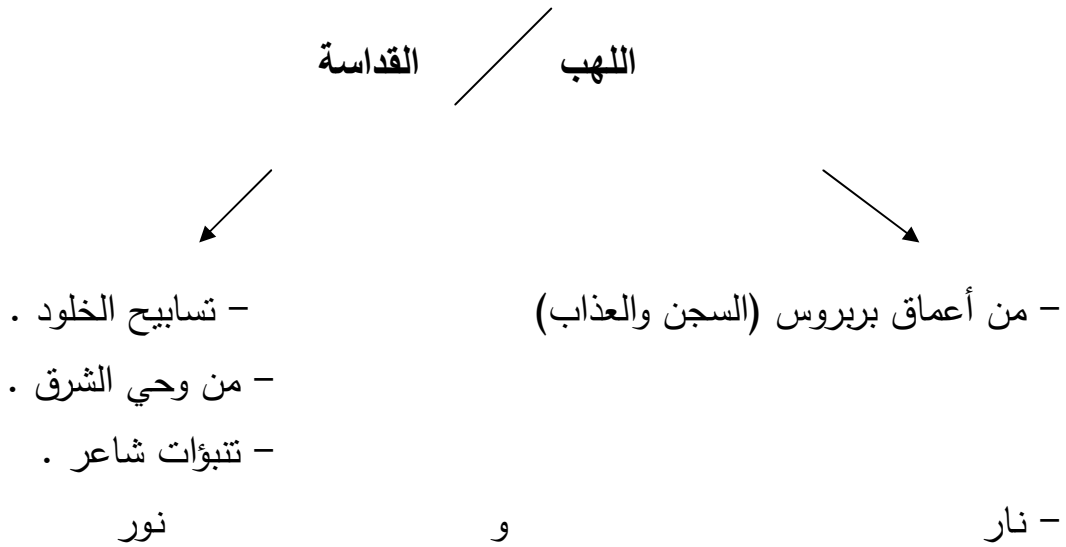 اللهب / القداسة
- من أعماق بربروس (السجن والعذاب) - تسابيح الخلود .
- من وحي الشرق .
- تنبؤات شاعر .
- نار و نور